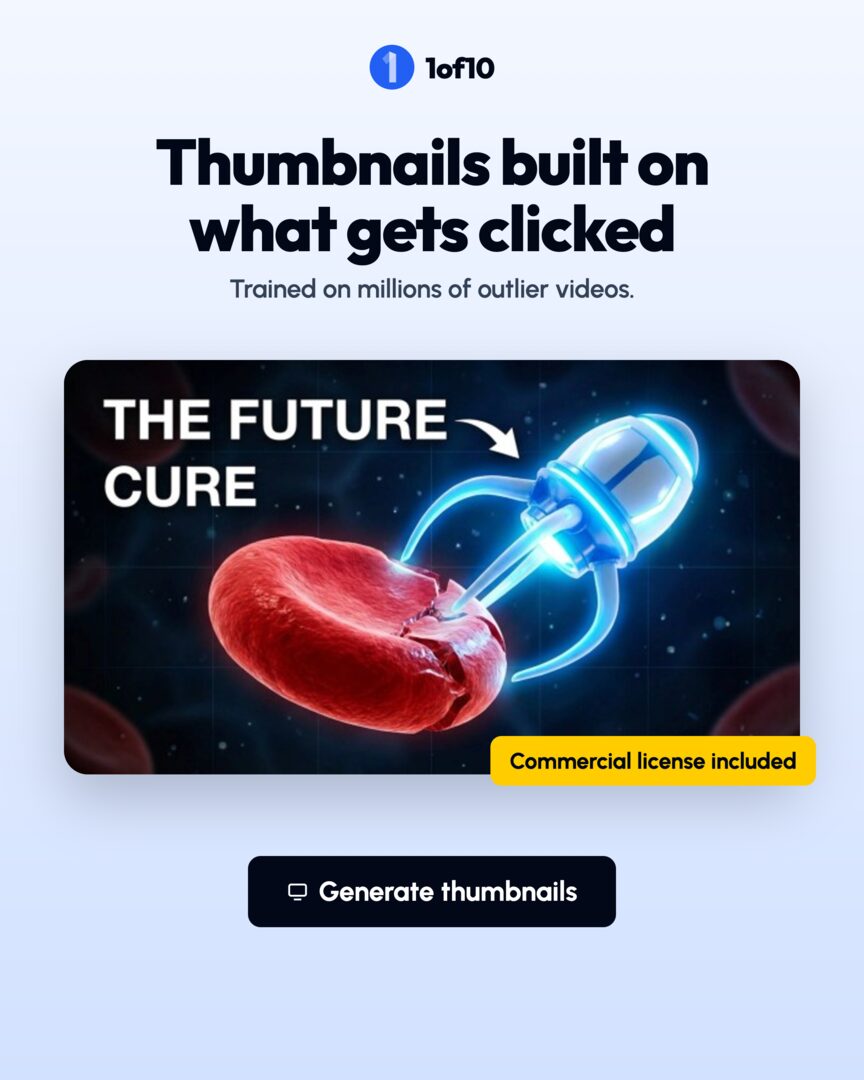 1of10
Thumbnails built on
what gets clicked
Trained on millions of outlier videos.
THE FUTURE
CURE
Commercial license included
Generate thumbnails